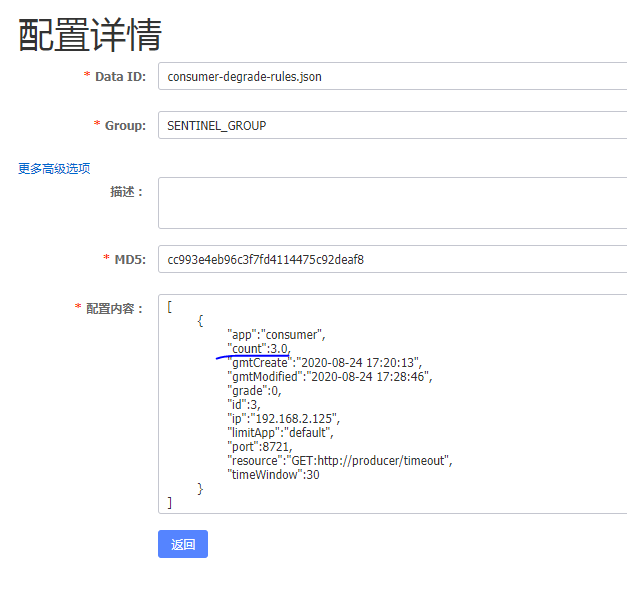 配置详情
* Data ID: consumer-degrade-rules.json
* Group: SENTINEL_GROUP
更多高级选项
描述：
* MD5: cc993e4eb96c3f7fd4114475c92deaf8
* 配置内容： [
{
"app":"consumer",
"count":3.0,
"gmtCreate":"2020-08-24 17:20:13",
"gmtModified":"2020-08-24 17:28:46",
"grade":0,
"id":3,
"ip":"192.168.2.125",
"limitApp":"default",
"port":8721,
"resource":"GET:http://producer/timeout",
"timeWindow":30
}
]
返回